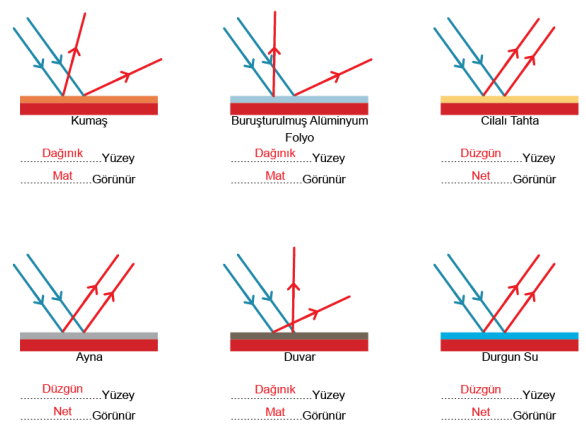 Kumaş
Dağınık Yüzey
Mat Görünür
Buruşturulmuş Alüminyum
Folyo
Dağınık Yüzey
Mat Görünür
Cilalı Tahta
Düzgün Yüzey
Net Görünür
Ayna
Düzgün Yüzey
Net Görünür
Duvar
Dağınık Yüzey
Mat Görünür
Durgun Su
Düzgün Yüzey
Net Görünür